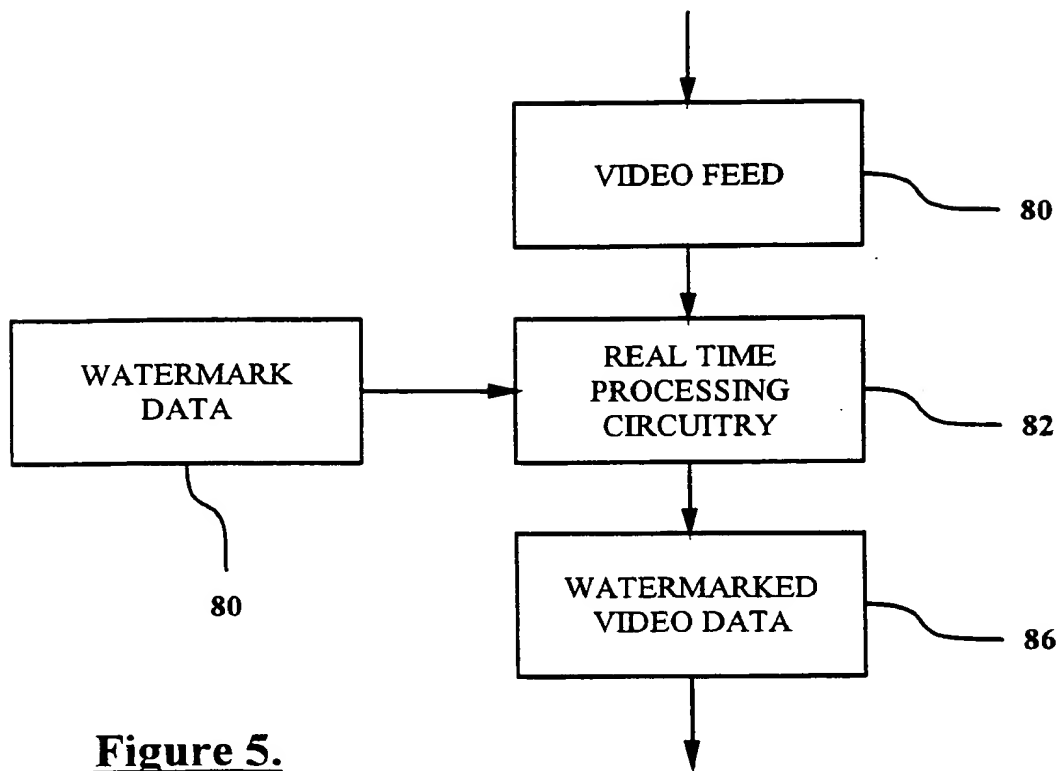 VIDEO FEED
80
WATERMARK
DATA
80
REAL TIME
PROCESSING
CIRCUITRY
82
WATERMARKED
VIDEO DATA
86
Figure 5.